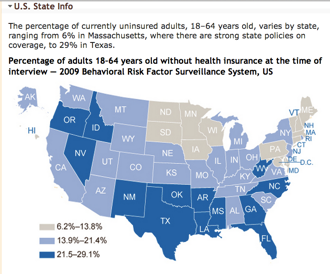 U.S. State Info
The percentage of currently uninsured adults, 18–64 years old, varies by state,
ranging from 6% in Massachusetts, where there are strong state policies on
coverage, to 29% in Texas.
Percentage of adults 18-64 year old without health insurance at the time of
interview — 2009 Behavioral Risk Factor Surveillance System, US
AK
WA
MT
ND
MN
VT
ME
OR
ID
SD
WI
MI
NY
NH
MA
RI
CT
HI
WY
IA
PA
NJ
NV
NE
IL
IN
OH
DE
D.C.
UT
CO
WV
MD
CA
KS
MO
KY
VA
AZ
NM
OK
AR
TN
NC
SC
TX
LA
MS
AL
GA
FL
6.2%–13.8%
13.9%–21.4%
21.5–29.1%